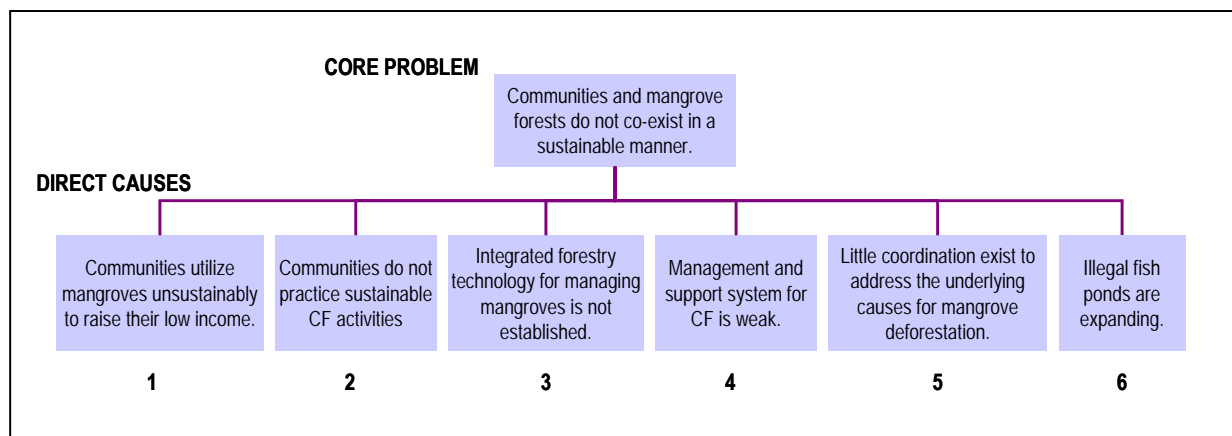 CORE PROBLEM
Communities and mangrove
forests do not co-exist in a
sustainable manner.
DIRECT CAUSES
Communities utilize
mangroves unsustainably
to raise their low income.
Communities do not
practice sustainable
CF activities
Integrated forestry
technology for managing
mangroves is not
established.
Management and
support system for
CF is weak.
Little coordination exist to
address the underlying
causes for mangrove
deforestation.
Illegal fish
ponds are
expanding.
1
2
3
4
5
6